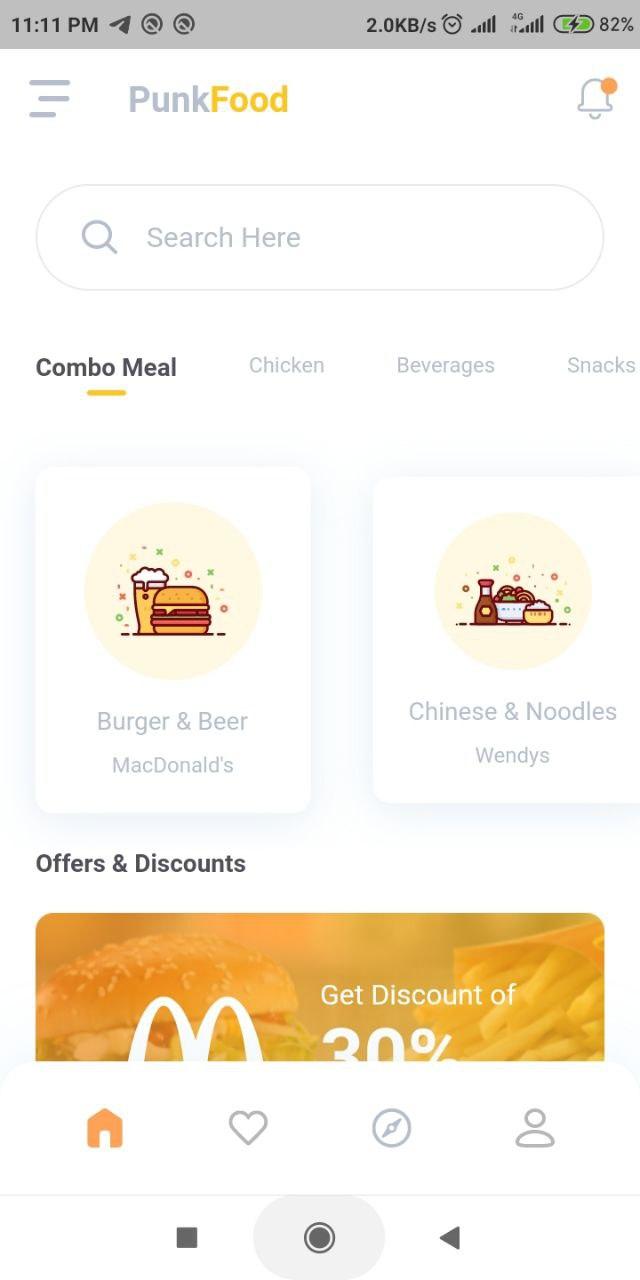 11:11 PM 2.0KB/s 4G 82%
PunkFood
Search Here
Combo Meal Chicken Beverages Snacks
Burger & Beer
MacDonald's
Chinese & Noodles
Wendys
Offers & Discounts
Get Discount of
30%